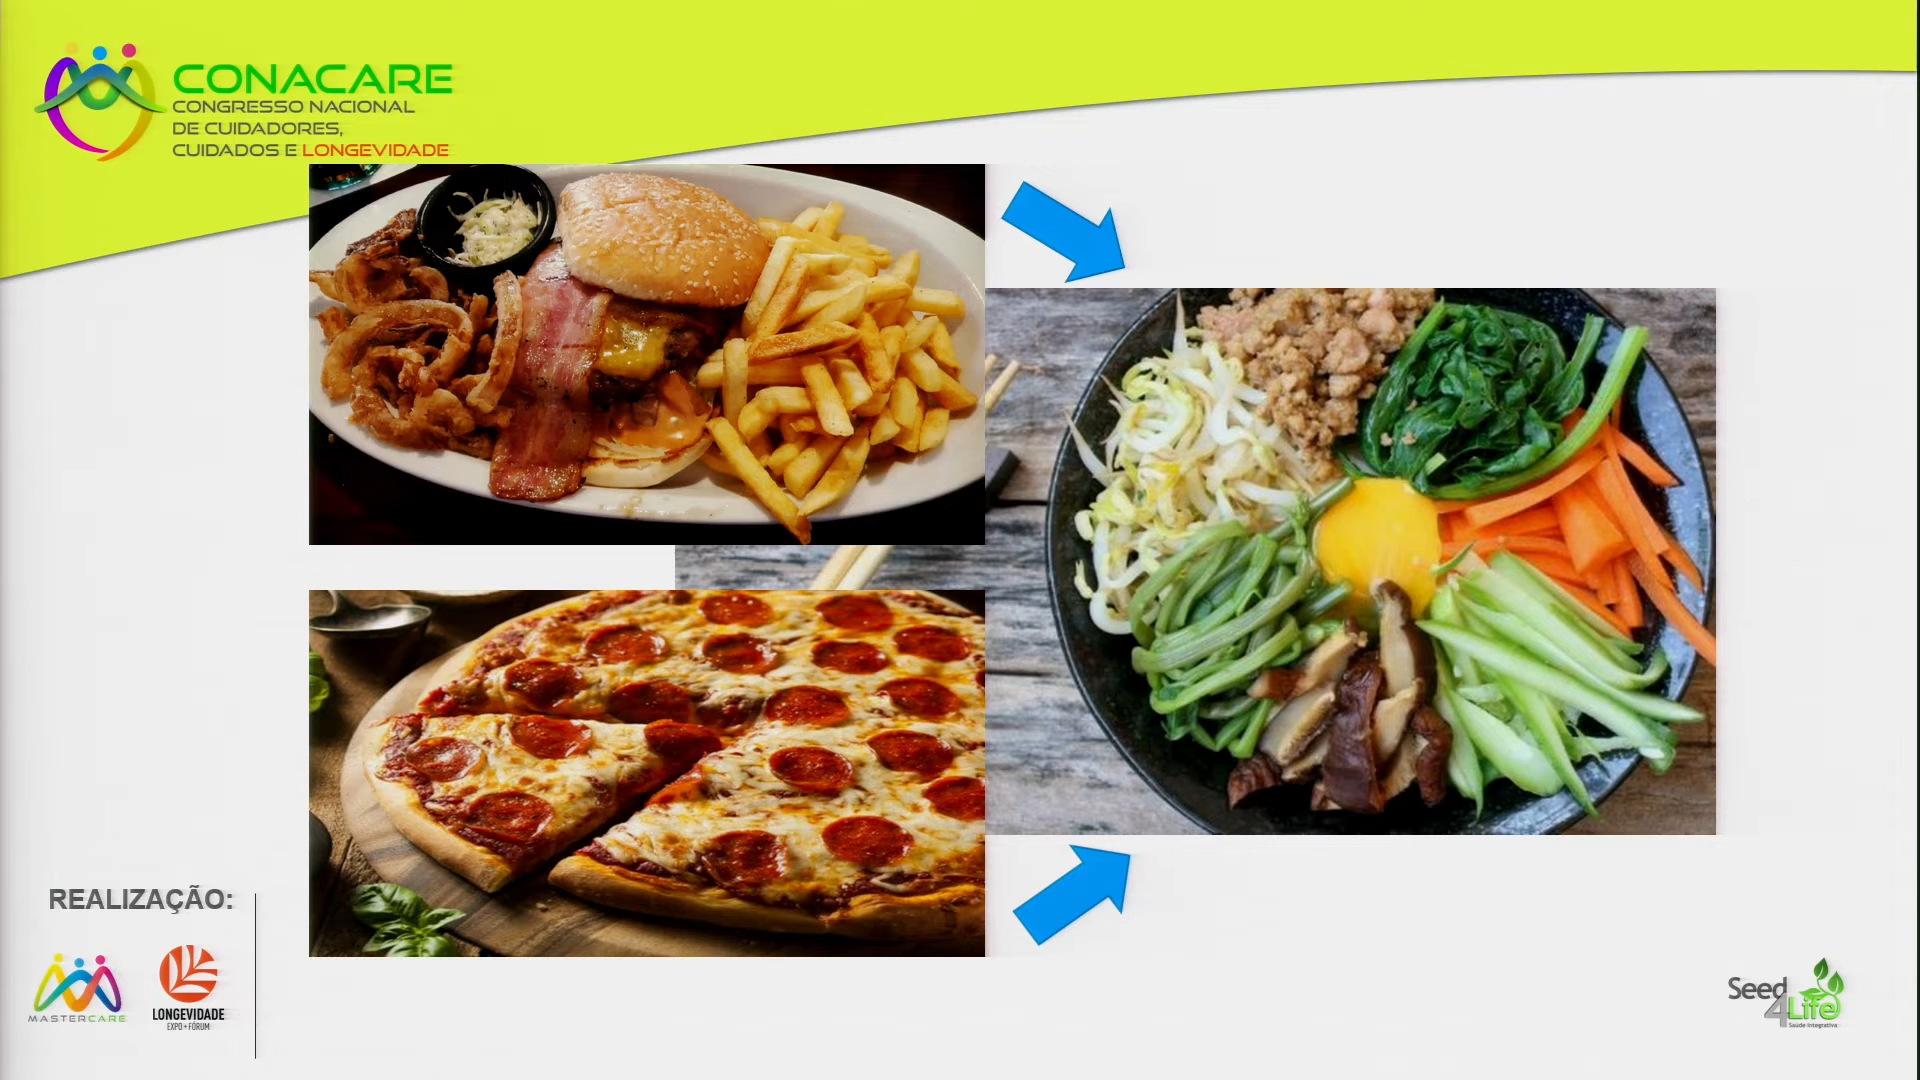 CONACARE
CONGRESSO NACIONAL
DE CUIDADORES,
CUIDADOS E LONGEVIDADE
REALIZAÇÃO:
MASTERCARE
LONGEVIDADE
EXPO+FÓRUM
Seed
4Life
Saúde Integrativa